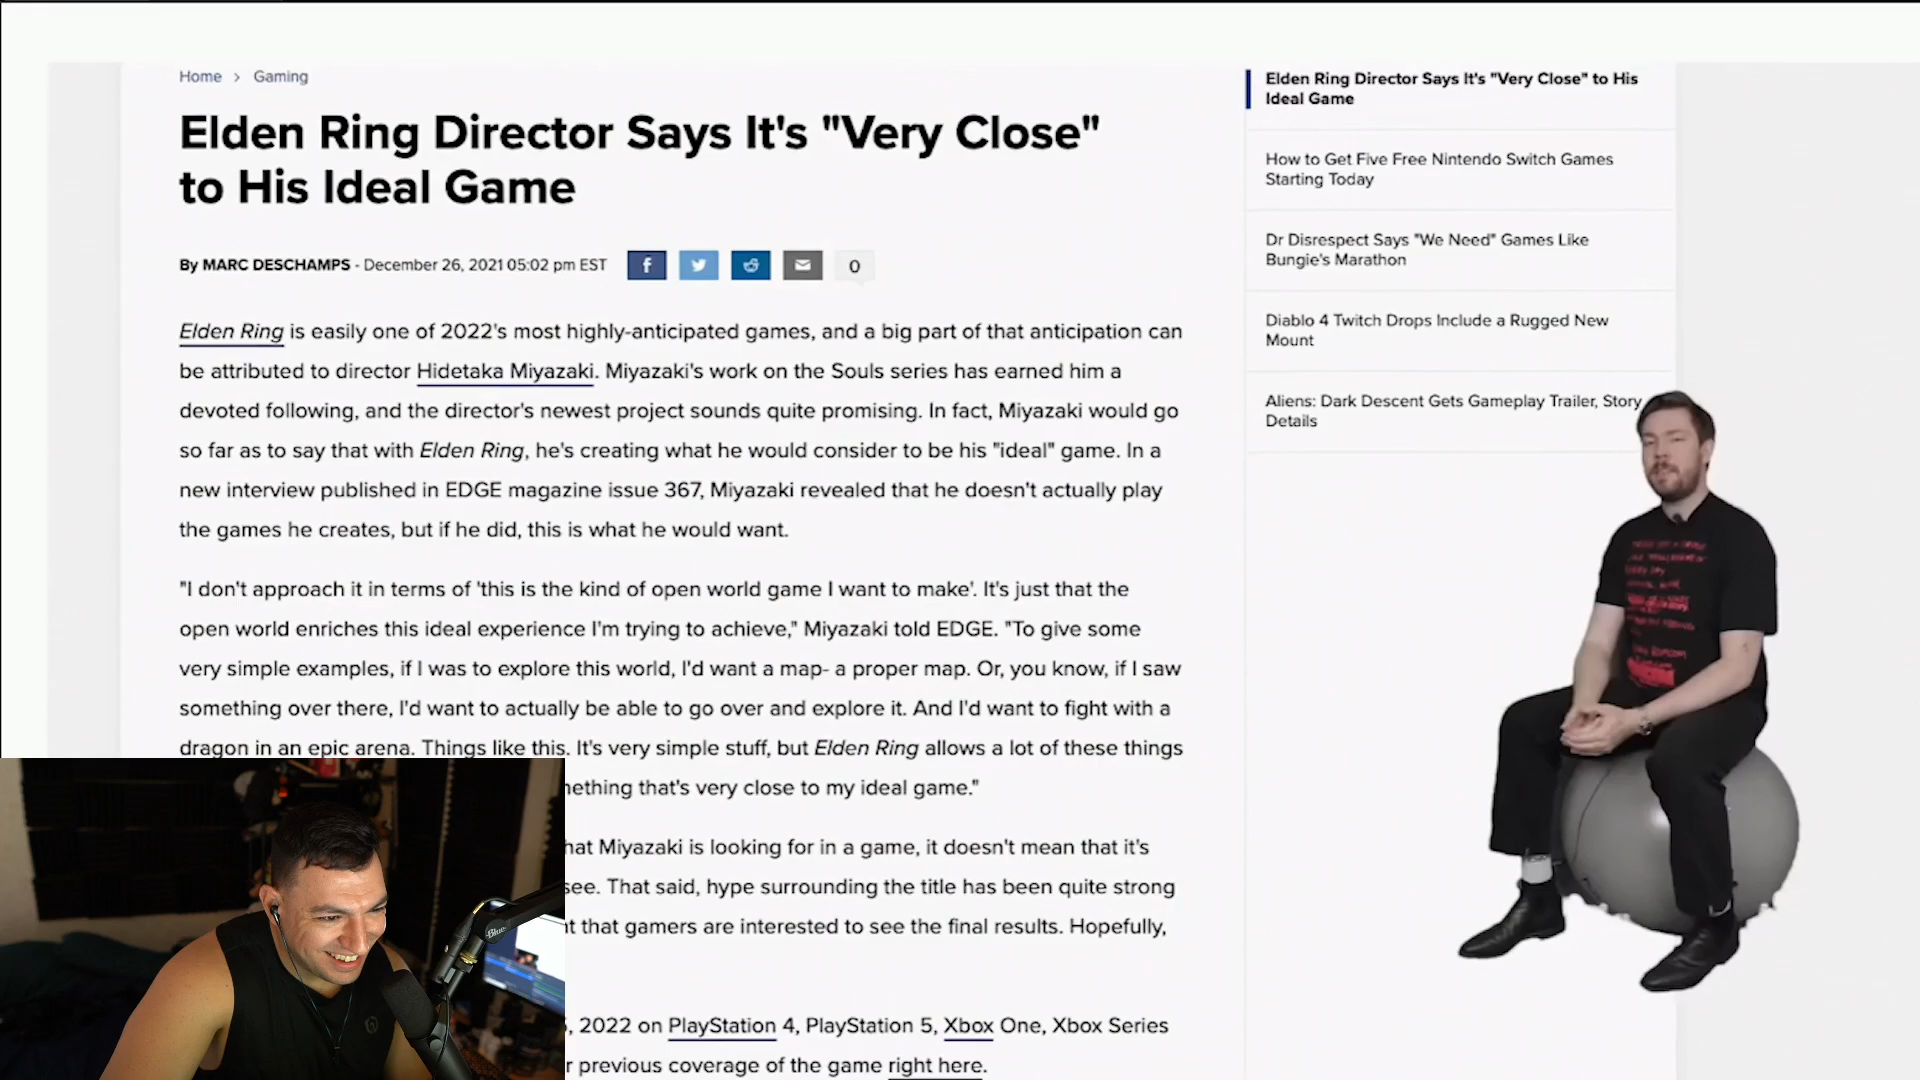 Home > Gaming
Elden Ring Director Says It's "Very Close"
to His Ideal Game
By MARC DESCHAMPS - December 26, 2021 05:02 pm EST
0
Elden Ring is easily one of 2022's most highly-anticipated games, and a big part of that anticipation can
be attributed to director Hidetaka Miyazaki. Miyazaki's work on the Souls series has earned him a
devoted following, and the director's newest project sounds quite promising. In fact, Miyazaki would go
so far as to say that with Elden Ring, he's creating what he would consider to be his "ideal" game. In a
new interview published in EDGE magazine issue 367, Miyazaki revealed that he doesn't actually play
the games he creates, but if he did, this is what he would want.
"I don't approach it in terms of 'this is the kind of open world game I want to make'. It's just that the
open world enriches this ideal experience I'm trying to achieve," Miyazaki told EDGE. "To give some
very simple examples, if I was to explore this world, I'd want a map- a proper map. Or, you know, if I saw
something over there, I'd want to actually be able to go over and explore it. And I'd want to fight with a
dragon in an epic arena. Things like this. It's very simple stuff, but Elden Ring allows a lot of these things
that's very close to my ideal game."
Miyazaki is looking for in a game, it doesn't mean that it's
see. That said, hype surrounding the title has been quite strong
that gamers are interested to see the final results. Hopefully,
, 2022 on PlayStation 4, PlayStation 5, Xbox One, Xbox Series
previous coverage of the game right here.
Elden Ring Director Says It's "Very Close" to His
Ideal Game
How to Get Five Free Nintendo Switch Games
Starting Today
Dr Disrespect Says "We Need" Games Like
Bungie's Marathon
Diablo 4 Twitch Drops Include a Rugged New
Mount
Aliens: Dark Descent Gets Gameplay Trailer, Story
Details
Blue